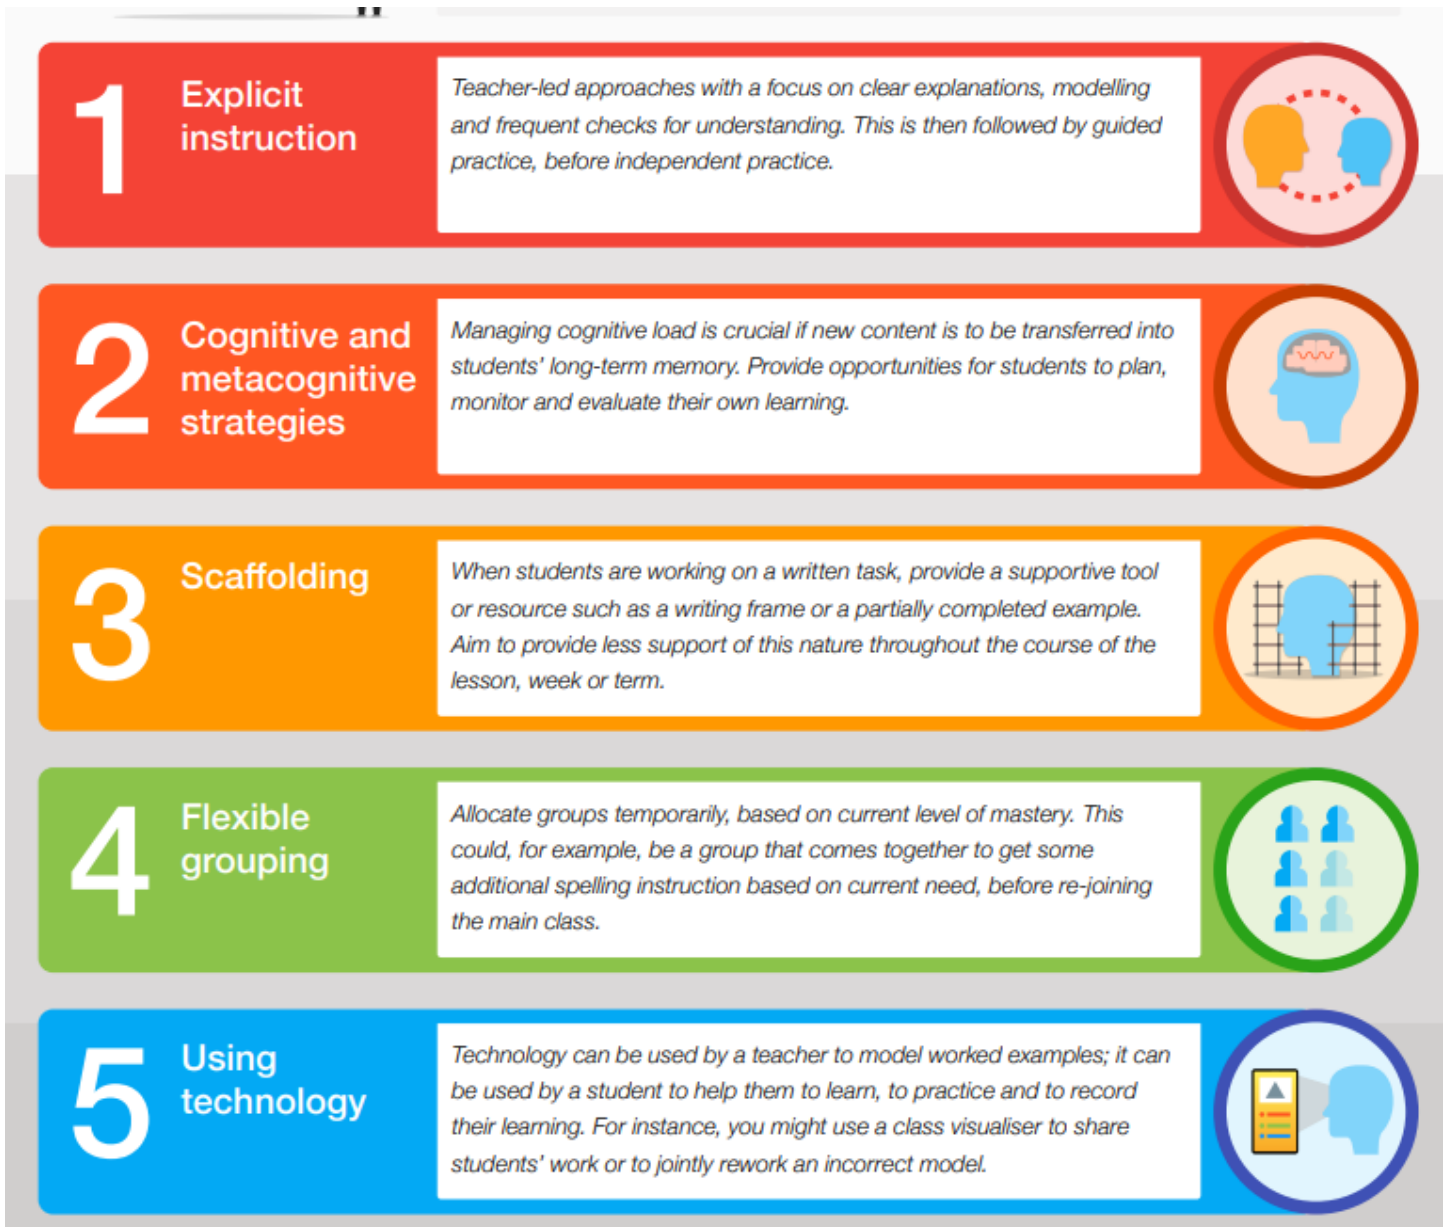 1
Explicit
instruction
Teacher-led approaches with a focus on clear explanations, modelling
and frequent checks for understanding. This is then followed by guided
practice, before independent practice.
2
Cognitive and
metacognitive
strategies
Managing cognitive load is crucial if new content is to be transferred into
students' long-term memory. Provide opportunities for students to plan,
monitor and evaluate their own learning.
3
Scaffolding
When students are working on a written task, provide a supportive tool
or resource such as a writing frame or a partially completed example.
Aim to provide less support of this nature throughout the course of the
lesson, week or term.
4
Flexible
grouping
Allocate groups temporarily, based on current level of mastery. This
could, for example, be a group that comes together to get some
additional spelling instruction based on current need, before re-joining
the main class.
5
Using
technology
Technology can be used by a teacher to model worked examples; it can
be used by a student to help them to learn, to practice and to record
their learning. For instance, you might use a class visualiser to share
students' work or to jointly rework an incorrect model.